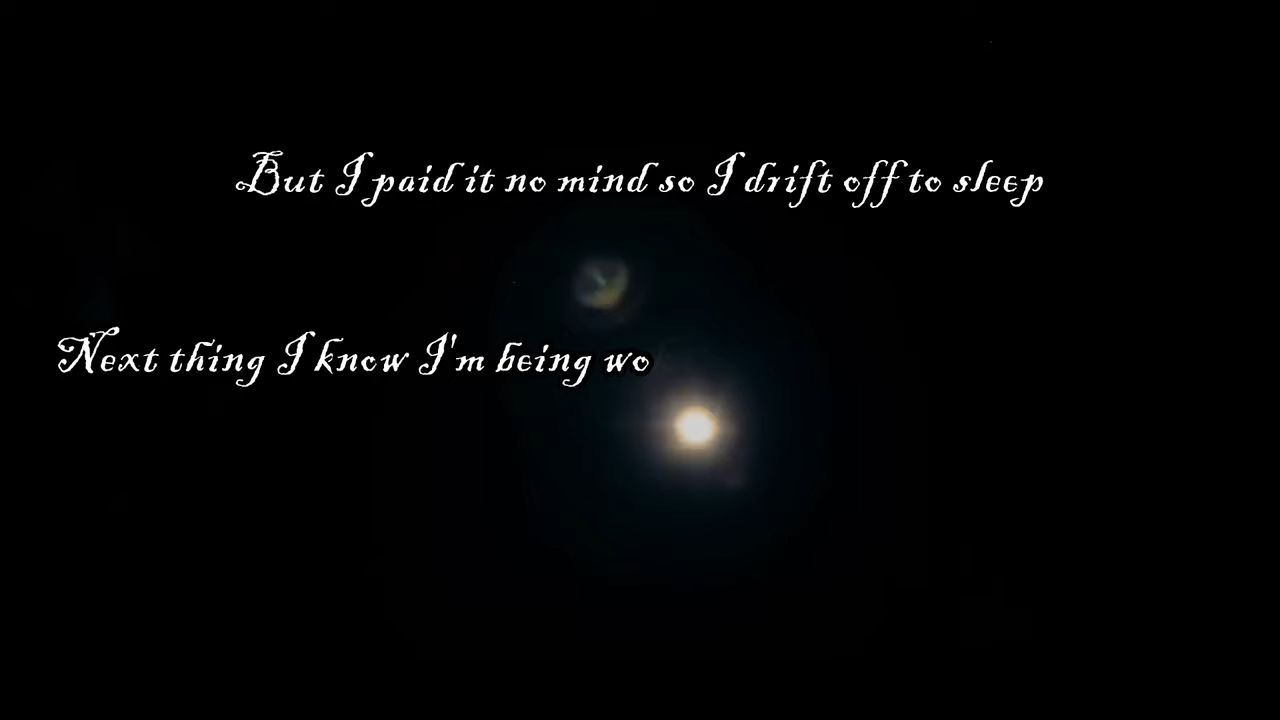 But I paid it no mind so I drift off to sleep
Next thing I know I'm being wo